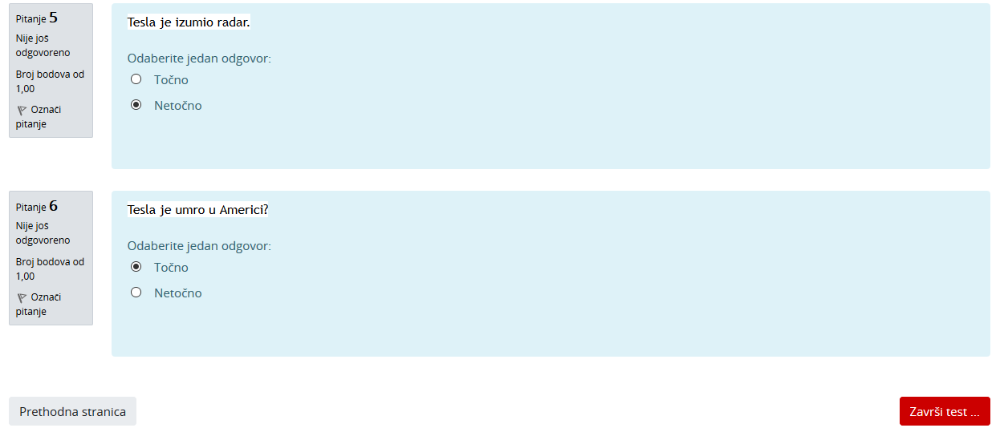 Pitanje 5
Nije još
odgovoreno
Broj bodova od
1,00
Označi
pitanje
Tesla je izumio radar.
Odaberite jedan odgovor:
Točno
Netočno
Pitanje 6
Nije još
odgovoreno
Broj bodova od
1,00
Označi
pitanje
Tesla je umro u Americi?
Odaberite jedan odgovor:
Točno
Netočno
Prethodna stranica
Završi test ...